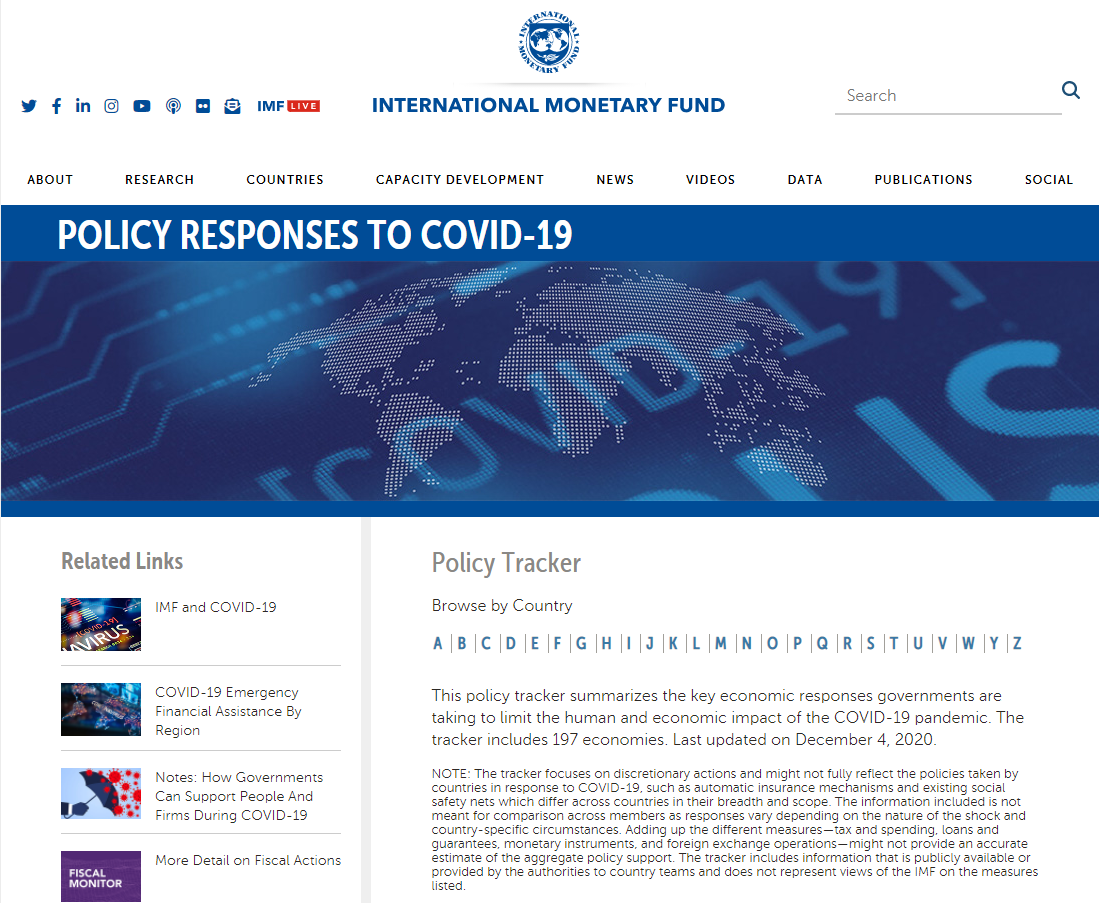 INTERNATIONAL
MONETARY FUND
IMF LIVE
INTERNATIONAL MONETARY FUND
Search
ABOUT RESEARCH COUNTRIES CAPACITY DEVELOPMENT NEWS VIDEOS DATA PUBLICATIONS SOCIAL
POLICY RESPONSES TO COVID-19
[COVID-19]
Related Links
IMF and COVID-19
COVID-19 Emergency
Financial Assistance By
Region
Notes: How Governments
Can Support People And
Firms During COVID-19
FISCAL
MONITOR
More Detail on Fiscal Actions
Policy Tracker
Browse by Country
A | B | C | D | E | F | G | H | I | J | K | L | M | N | O | P | Q | R | S | T | U | V | W | Y | Z
This policy tracker summarizes the key economic responses governments are
taking to limit the human and economic impact of the COVID-19 pandemic. The
tracker includes 197 economies. Last updated on December 4, 2020.
NOTE: The tracker focuses on discretionary actions and might not fully reflect the policies taken by
countries in response to COVID-19, such as automatic insurance mechanisms and existing social
safety nets which differ across countries in their breadth and scope. The information included is not
meant for comparison across members as responses vary depending on the nature of the shock and
country-specific circumstances. Adding up the different measures—tax and spending, loans and
guarantees, monetary instruments, and foreign exchange operations—might not provide an accurate
estimate of the aggregate policy support. The tracker includes information that is publicly available or
provided by the authorities to country teams and does not represent views of the IMF on the measures
listed.